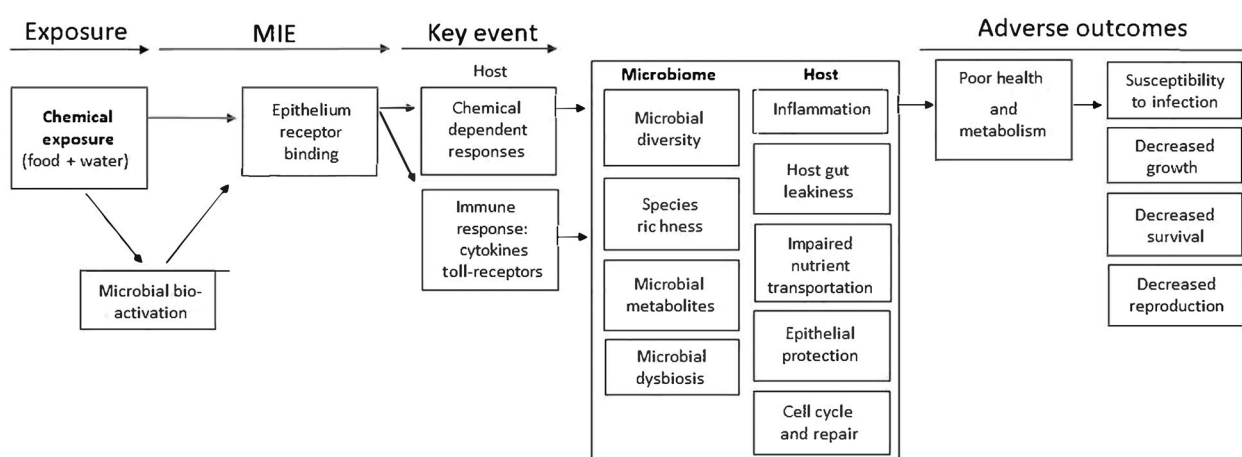 Exposure
MIE
Key event
Adverse outcomes
Host
Chemical
exposure
(food + water)
Microbial bio-
activation
Epithelium
receptor
binding
Chemical
dependent
responses
Immune
response:
cytokines
toll-receptors
Microbiome
Microbial
diversity
Species
ric hness
Microbial
metabolites
Microbial
dysbiosis
Host
Inflammation
Host gut
leakiness
Impaired
nutrient
transportation
Epithelial
protection
Cell cycle
and repair
Poor health
and
metabolism
Susceptibility
to infection
Decreased
growth
Decreased
survival
Decreased
reproduction